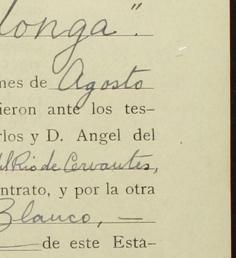 longa".
mes de Agosto
ieron ante los tes-
rlos y D. Angel del
del Rio de Cervantes,
ntrato, y por la otra
Blanco, —
de este Esta-